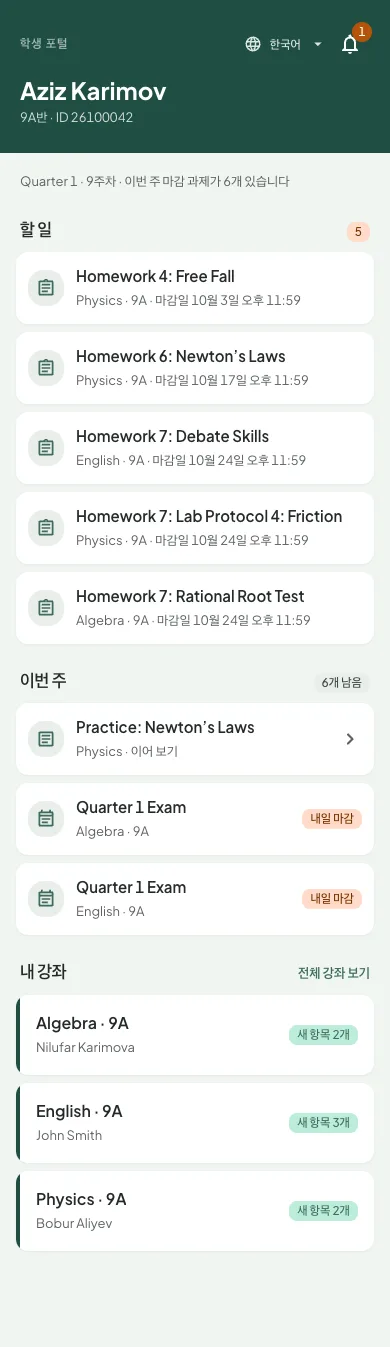 학생 포털
한국어
1
Aziz Karimov
9A반 · ID 26100042
Quarter 1 · 9주차 · 이번 주 마감 과제가 6개 있습니다
할 일
5
Homework 4: Free Fall
Physics · 9A · 마감일 10월 3일 오후 11:59
Homework 6: Newton’s Laws
Physics · 9A · 마감일 10월 17일 오후 11:59
Homework 7: Debate Skills
English · 9A · 마감일 10월 24일 오후 11:59
Homework 7: Lab Protocol 4: Friction
Physics · 9A · 마감일 10월 24일 오후 11:59
Homework 7: Rational Root Test
Algebra · 9A · 마감일 10월 24일 오후 11:59
이번 주
6개 남음
Practice: Newton’s Laws
Physics · 이어 보기
Quarter 1 Exam
Algebra · 9A
내일 마감
Quarter 1 Exam
English · 9A
내일 마감
내 강좌
전체 강좌 보기
Algebra · 9A
Nilufar Karimova
새 항목 2개
English · 9A
John Smith
새 항목 3개
Physics · 9A
Bobur Aliyev
새 항목 2개